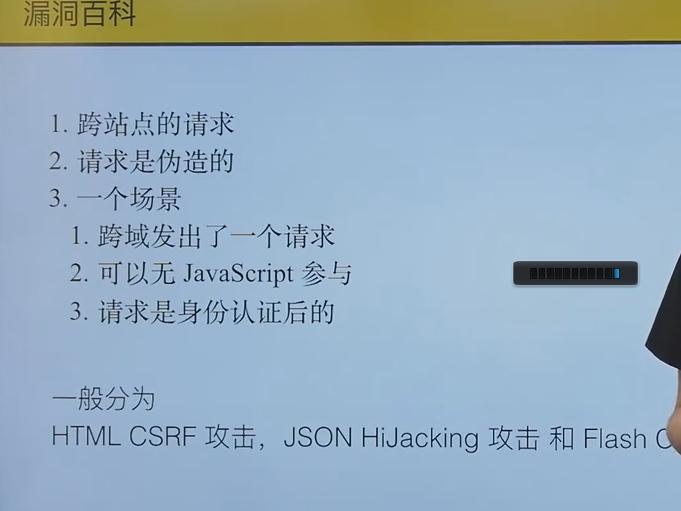 漏洞百科
1. 跨站点的请求
2. 请求是伪造的
3. 一个场景
1. 跨域发出了一个请求
2. 可以无 JavaScript 参与
3. 请求是身份认证后的
一般分为
HTML CSRF 攻击，JSON HiJacking 攻击 和 Flash